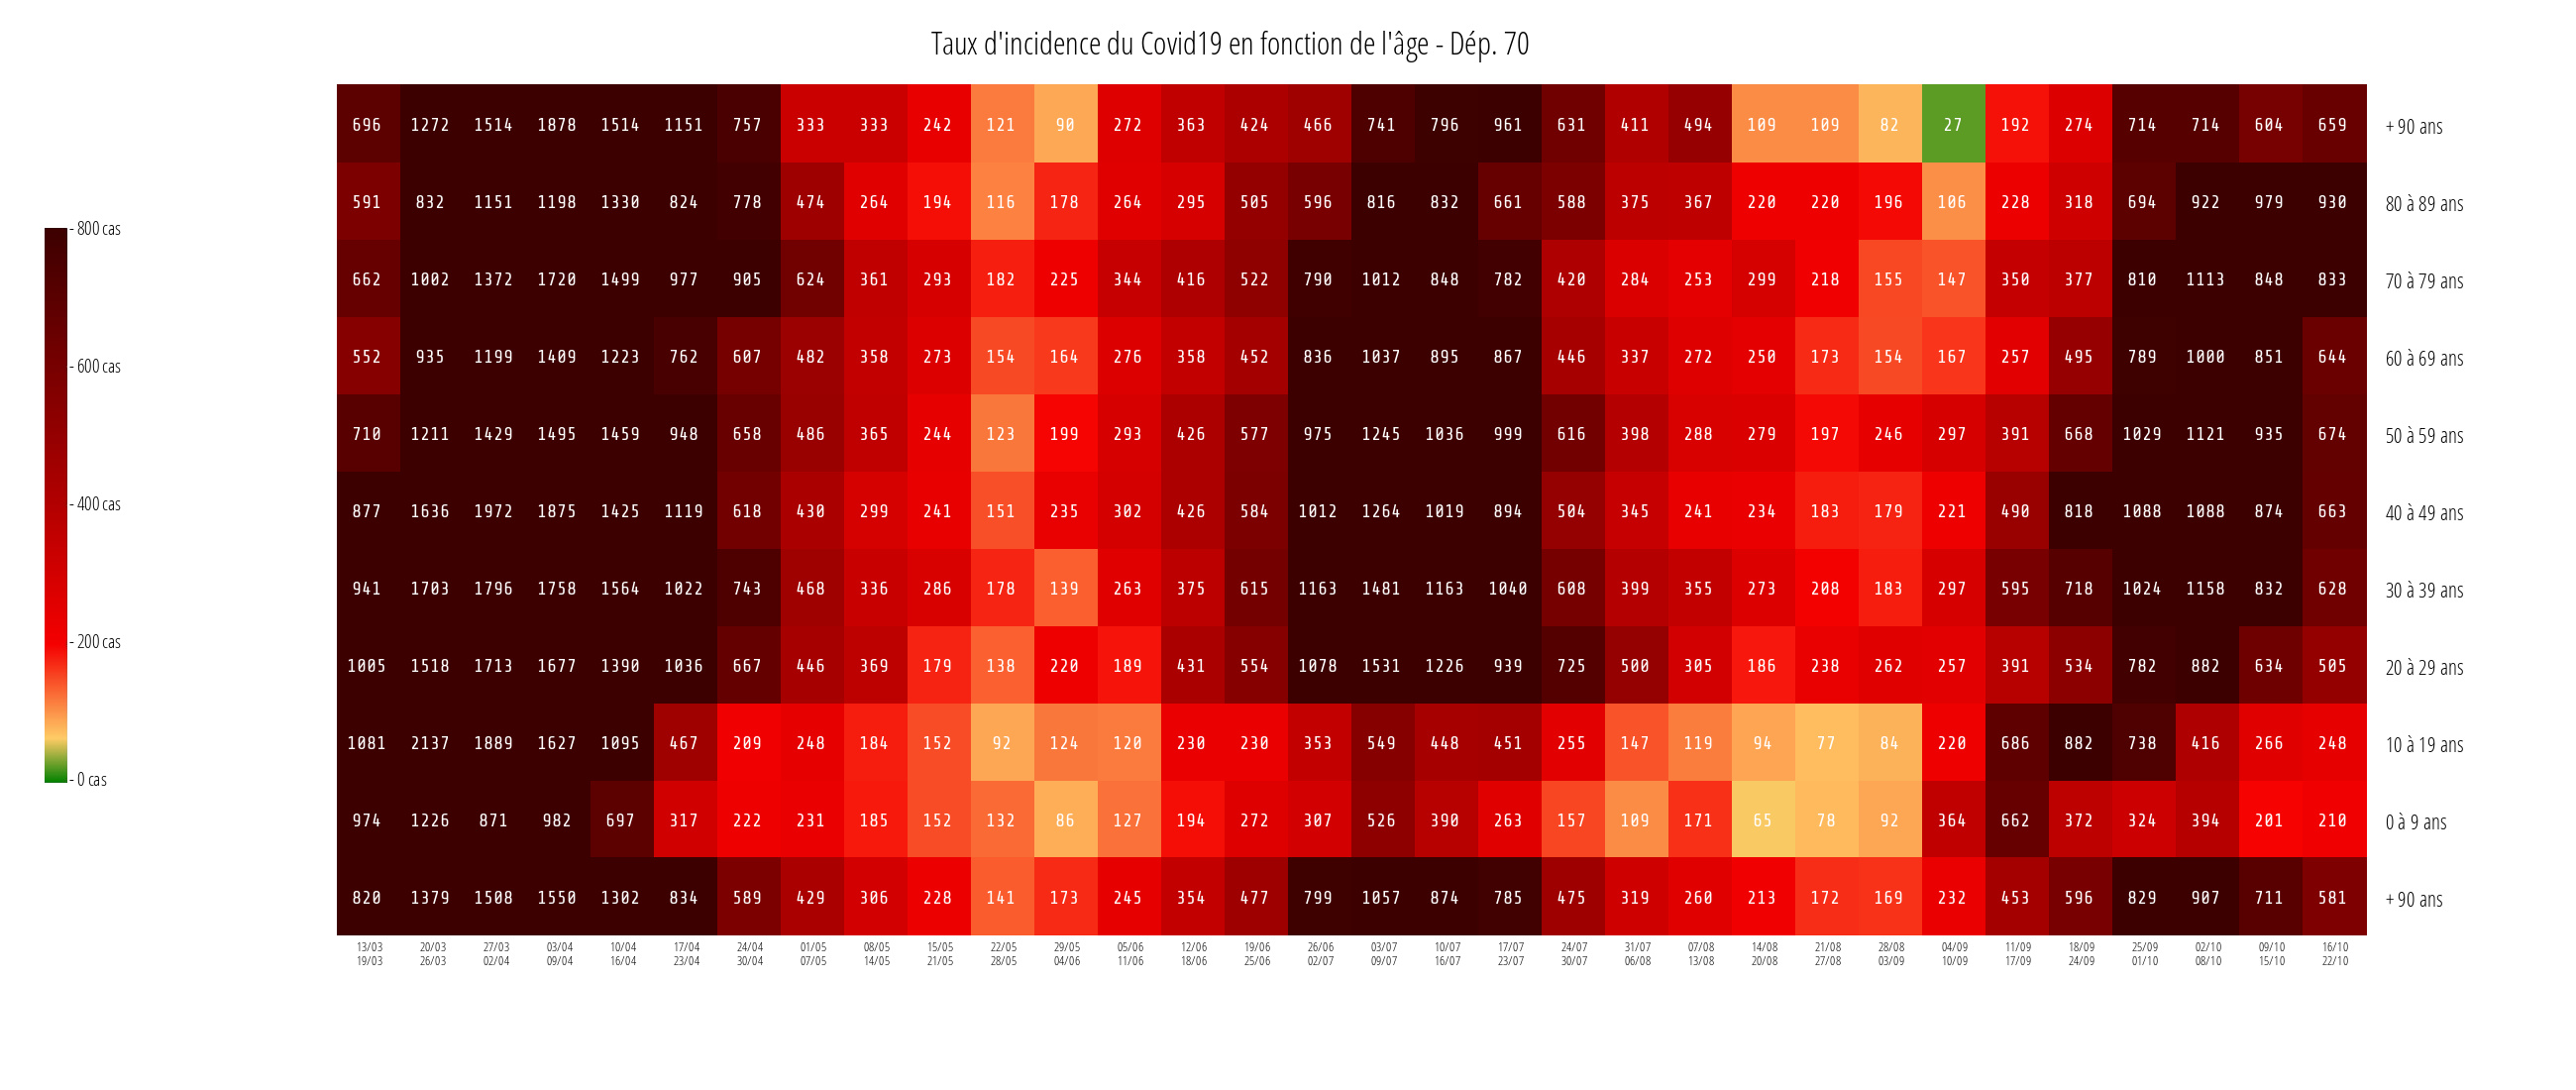 Taux d'incidence du Covid19 en fonction de l'âge - Dép. 70
- 800 cas
- 600 cas
- 400 cas
- 200 cas
- 0 cas
696 1272 1514 1878 1514 1151 757 333 333 242 121 90 272 363 424 466 741 796 961 631 411 494 109 109 82 27 192 274 714 714 604 659 + 90 ans
591 832 1151 1198 1330 824 778 474 264 194 116 178 264 295 505 596 816 832 661 588 375 367 220 220 196 106 228 318 694 922 979 930 80 à 89 ans
662 1002 1372 1720 1499 977 905 624 361 293 182 225 344 416 522 790 1012 848 782 420 284 253 299 218 155 147 350 377 810 1113 848 833 70 à 79 ans
552 935 1199 1409 1223 762 607 482 358 273 154 164 276 358 452 836 1037 895 867 446 337 272 250 173 154 167 257 495 789 1000 851 644 60 à 69 ans
710 1211 1429 1495 1459 948 658 486 365 244 123 199 293 426 577 975 1245 1036 999 616 398 288 279 197 246 297 391 668 1029 1121 935 674 50 à 59 ans
877 1636 1972 1875 1425 1119 618 430 299 241 151 235 302 426 584 1012 1264 1019 894 504 345 241 234 183 179 221 490 818 1088 1088 874 663 40 à 49 ans
941 1703 1796 1758 1564 1022 743 468 336 286 178 139 263 375 615 1163 1481 1163 1040 608 399 355 273 208 183 297 595 718 1024 1158 832 628 30 à 39 ans
1005 1518 1713 1677 1390 1036 667 446 369 179 138 220 189 431 554 1078 1531 1226 939 725 500 305 186 238 262 257 391 534 782 882 634 505 20 à 29 ans
1081 2137 1889 1627 1095 467 209 248 184 152 92 124 120 230 230 353 549 448 451 255 147 119 94 77 84 220 686 882 738 416 266 248 10 à 19 ans
974 1226 871 982 697 317 222 231 185 152 132 86 127 194 272 307 526 390 263 157 109 171 65 78 92 364 662 372 324 394 201 210 0 à 9 ans
820 1379 1508 1550 1302 834 589 429 306 228 141 173 245 354 477 799 1057 874 785 475 319 260 213 172 169 232 453 596 829 907 711 581 + 90 ans
13/03 20/03 27/03 03/04 10/04 17/04 24/04 01/05 08/05 15/05 22/05 29/05 05/06 12/06 19/06 26/06 03/07 10/07 17/07 24/07 31/07 07/08 14/08 21/08 28/08 04/09 11/09 18/09 25/09 02/10 09/10 16/10
19/03 26/03 02/04 09/04 16/04 23/04 30/04 07/05 14/05 21/05 28/05 04/06 11/06 18/06 25/06 02/07 09/07 16/07 23/07 30/07 06/08 13/08 20/08 27/08 03/09 10/09 17/09 24/09 01/10 08/10 15/10 22/10